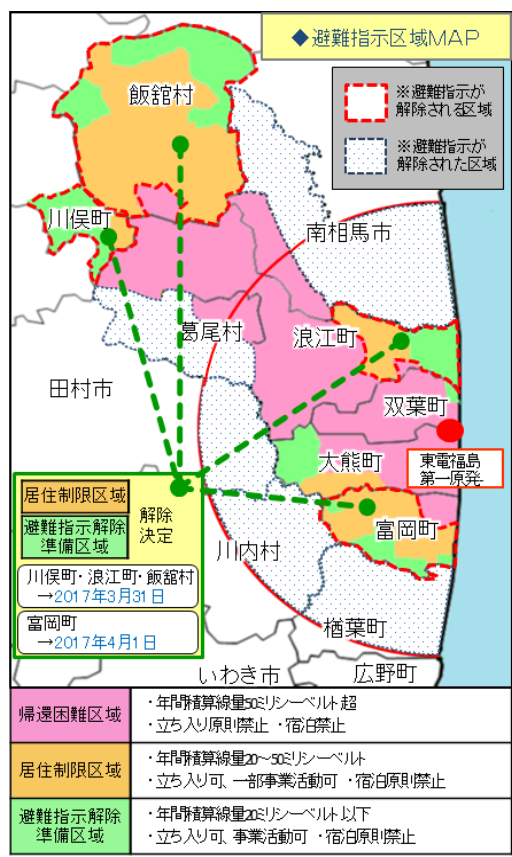 ◆避難指示区域MAP
※避難指示が
解除される区域
※避難指示が
解除された区域
飯舘村
川俣町
南相馬市
葛尾村
浪江町
田村市
双葉町
大熊町
東電福島
第一原発
富岡町
川内村
楢葉町
いわき市
広野町
居住制限区域
避難指示解除
準備区域
解除
決定
川俣町・浪江町・飯舘村
→2017年3月31日
富岡町
→2017年4月1日
帰還困難区域
・年間積算線量50ミリシーベルト超
・立ち入り原則禁止 ・宿泊禁止
居住制限区域
・年間積算線量20～50ミリシーベルト
・立ち入り可、一部事業活動可 ・宿泊原則禁止
避難指示解除
準備区域
・年間積算線量20ミリシーベルト以下
・立ち入り可、事業活動可 ・宿泊原則禁止